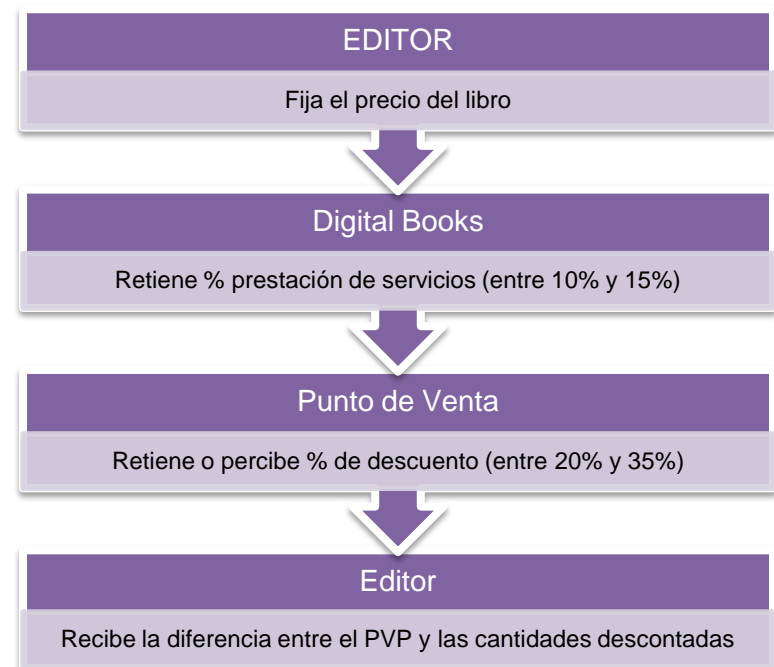 EDITOR
Fija el precio del libro
Digital Books
Retiene % prestación de servicios (entre 10% y 15%)
Punto de Venta
Retiene o percibe % de descuento (entre 20% y 35%)
Editor
Recibe la diferencia entre el PVP y las cantidades descontadas